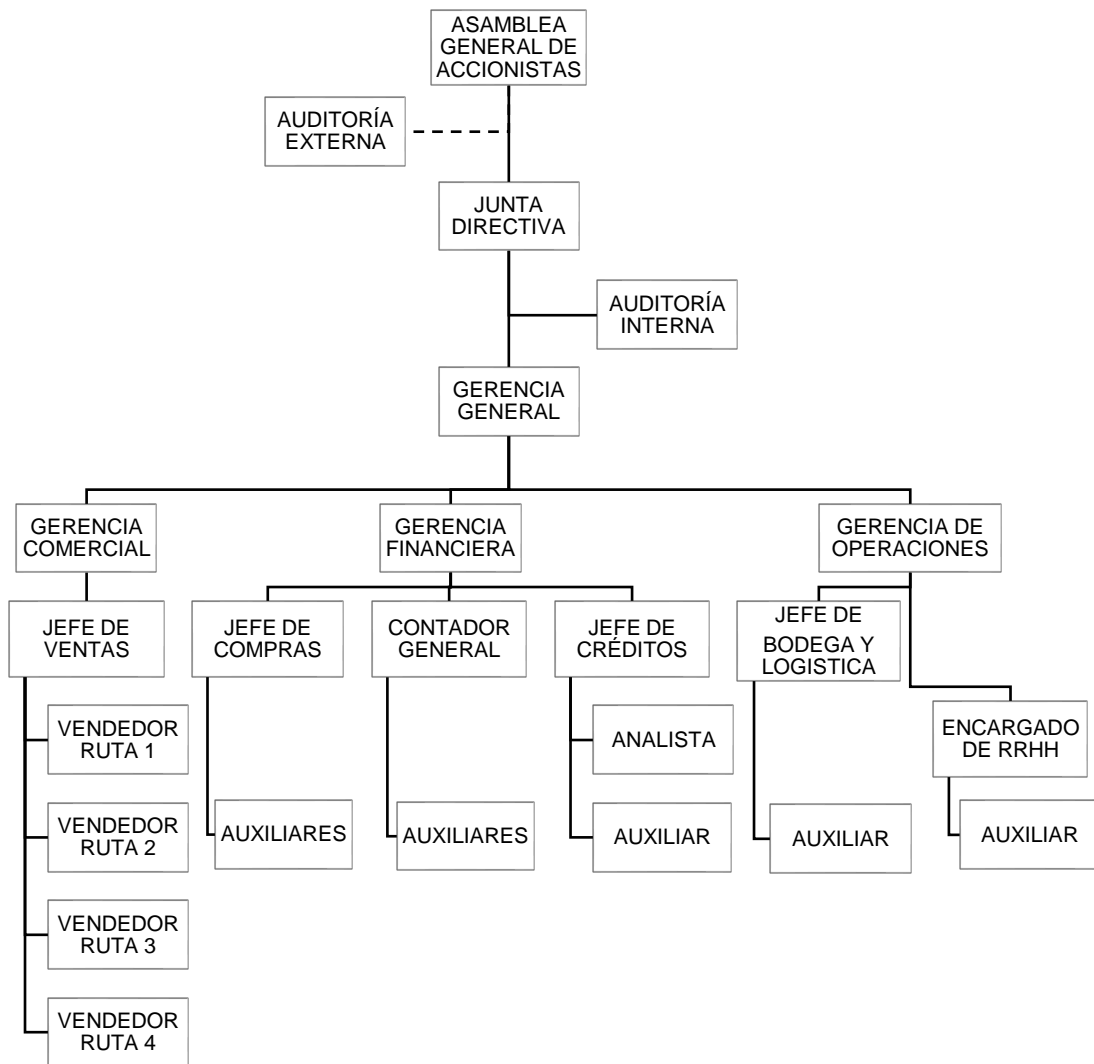 ASAMBLEA
GENERAL DE
ACCIONISTAS
AUDITORÍA
EXTERNA
JUNTA
DIRECTIVA
AUDITORÍA
INTERNA
GERENCIA
GENERAL
GERENCIA
COMERCIAL
GERENCIA
FINANCIERA
GERENCIA DE
OPERACIONES
JEFE DE
VENTAS
JEFE DE
COMPRAS
CONTADOR
GENERAL
JEFE DE
CRÉDITOS
JEFE DE
BODEGA Y
LOGISTICA
VENDEDOR
RUTA 1
ANALISTA
ENCARGADO
DE RRHH
VENDEDOR
RUTA 2
AUXILIARES
AUXILIARES
AUXILIAR
AUXILIAR
AUXILIAR
VENDEDOR
RUTA 3
VENDEDOR
RUTA 4